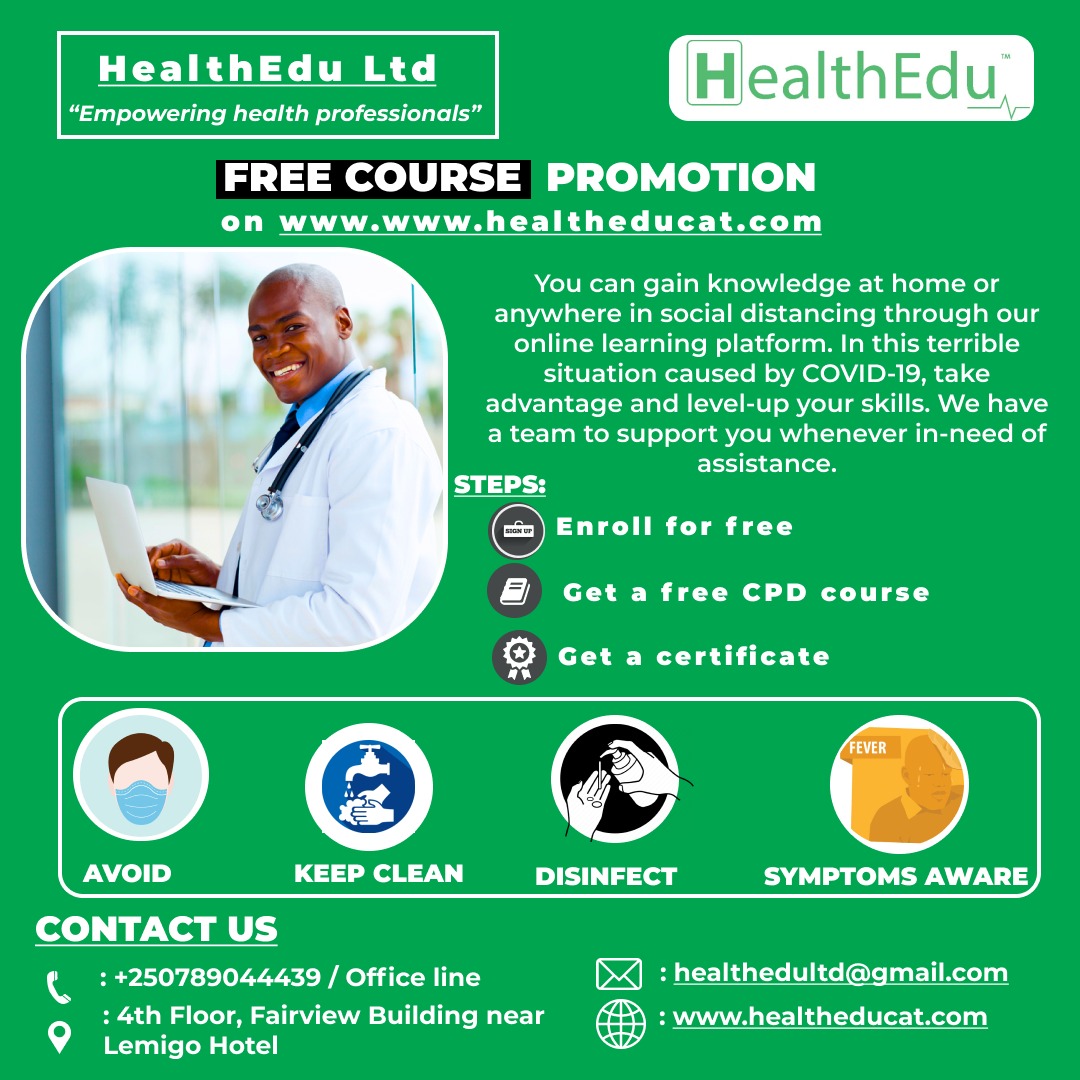 HealthEdu Ltd
“Empowering health professionals”
HealthEdu™
FREE COURSE PROMOTION
on www.www.healtheducat.com
You can gain knowledge at home or
anywhere in social distancing through our
online learning platform. In this terrible
situation caused by COVID-19, take
advantage and level-up your skills. We have
a team to support you whenever in-need of
assistance.
STEPS:
SIGN UP
Enroll for free
Get a free CPD course
Get a certificate
FEVER
AVOID
KEEP CLEAN
DISINFECT
SYMPTOMS AWARE
CONTACT US
: +250789044439 / Office line
: 4th Floor, Fairview Building near
Lemigo Hotel
: healthedultd@gmail.com
: www.healtheducat.com